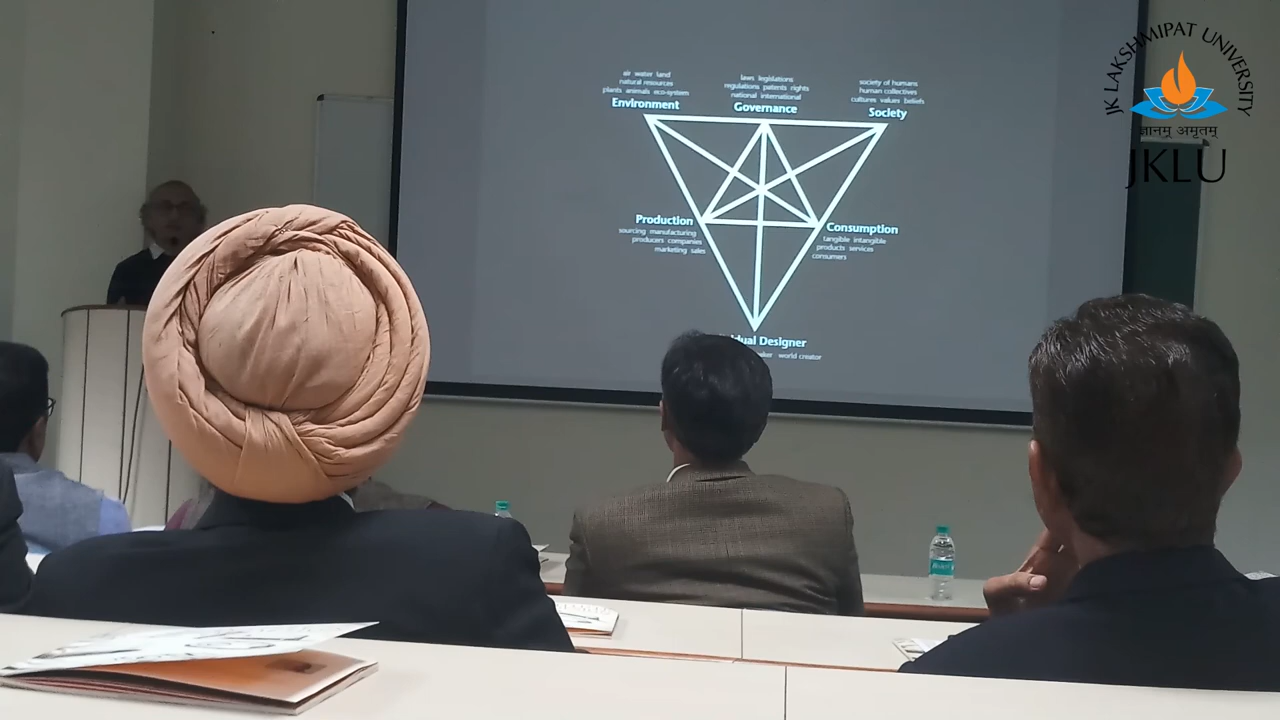 air water land
natural resources
plants animals eco-system
Environment
laws legislations
regulations patents rights
national international
Governance
society of humans
human collectives
cultures values beliefs
Society
Production
sourcing manufacturing
producers companies
marketing sales
Consumption
tangible intangible
products services
consumers
Designer
world creator
JK LAKSHMIPAT UNIVERSITY
ज्ञानम् अमृतम्
JKLU